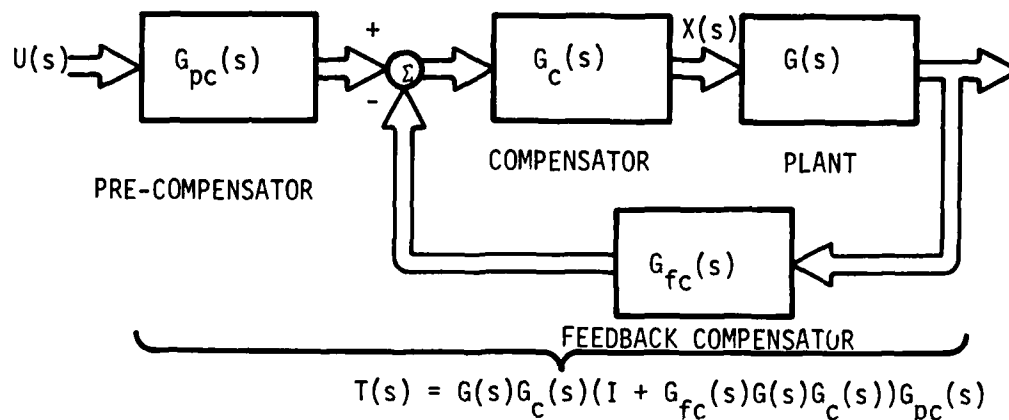 U(s)
G_pc(s)
+
Σ
-
G_c(s)
X(s)
G(s)
PRE-COMPENSATOR
COMPENSATOR
PLANT
G_fc(s)
FEEDBACK COMPENSATOR
T(s) = G(s)G_c(s)(I + G_fc(s)G(s)G_c(s))G_pc(s)